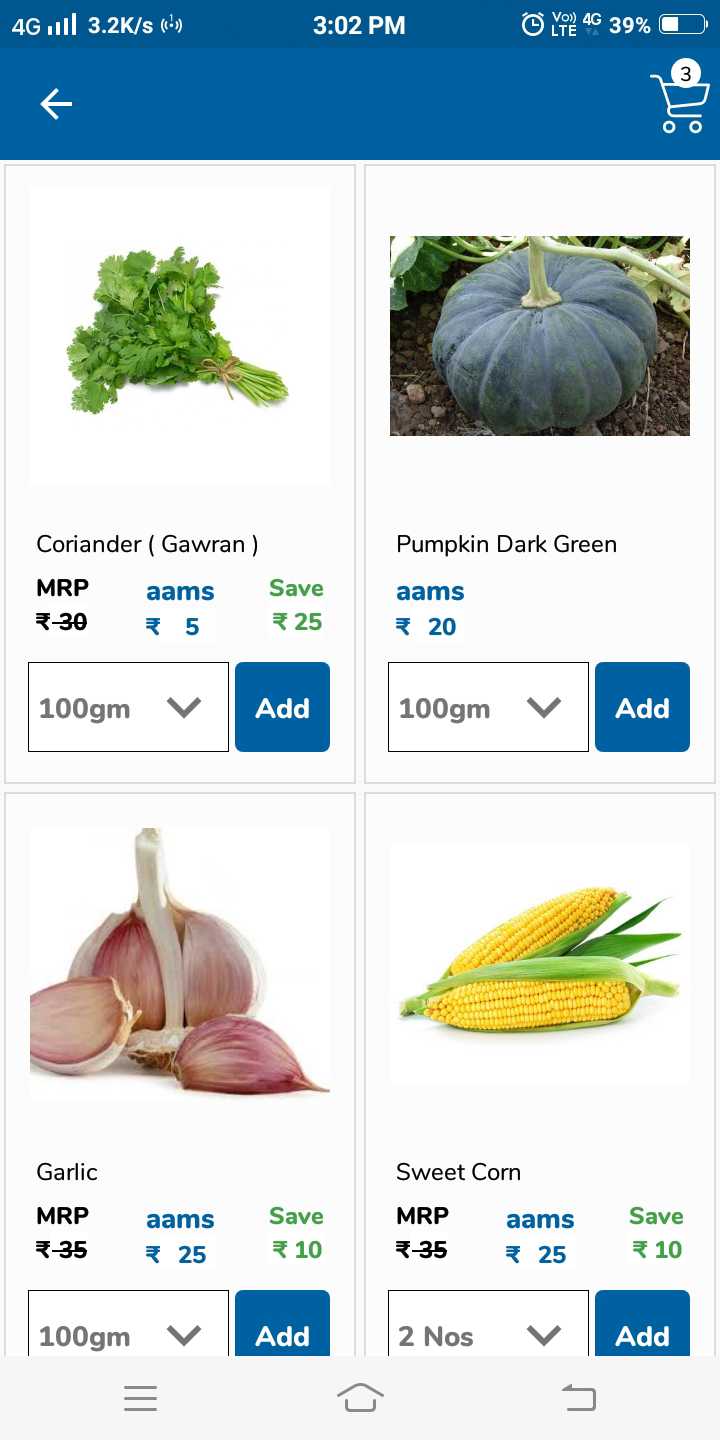 4G 3.2K/s 3:02 PM Vo)) LTE 4G 39%
3
Coriander ( Gawran )
MRP aams Save
₹ 30 ₹ 5 ₹ 25
100gm Add
Pumpkin Dark Green
aams
₹ 20
100gm Add
Garlic
MRP aams Save
₹ 35 ₹ 25 ₹ 10
100gm Add
Sweet Corn
MRP aams Save
₹ 35 ₹ 25 ₹ 10
2 Nos Add